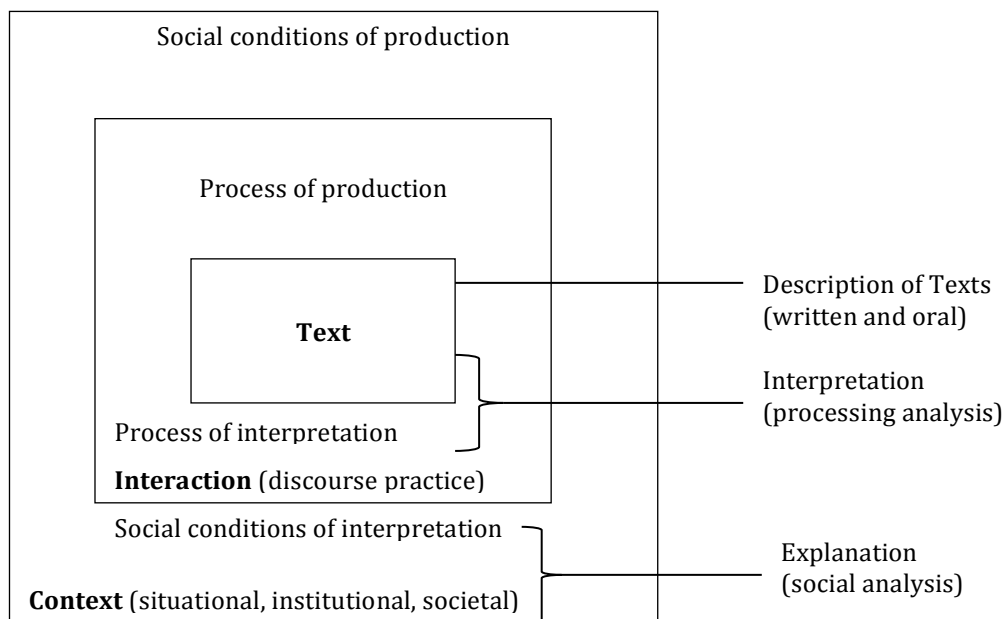 Social conditions of production
Process of production
Text
Description of Texts
(written and oral)
Interpretation
(processing analysis)
Process of interpretation
Interaction (discourse practice)
Social conditions of interpretation
Context (situational, institutional, societal)
Explanation
(social analysis)